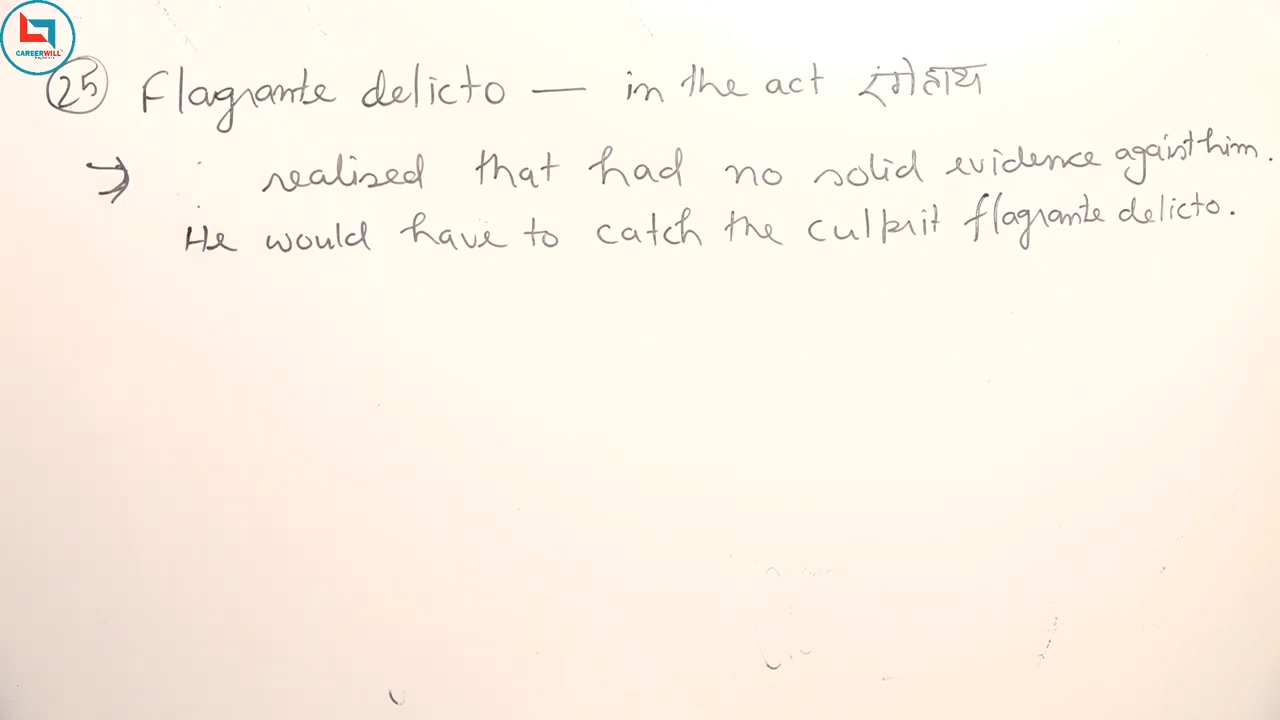 CAREERWILL
25 Flagrante delicto — in the act रंगेहाथ
→ realised that had no solid evidence against him.
He would have to catch the culprit flagrante delicto.